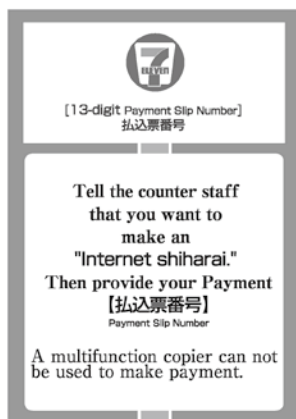 7
ELEVEN
[13-digit Payment Slip Number]
払込票番号
Tell the counter staff
that you want to
make an
"Internet shiharai."
Then provide your Payment
【払込票番号】
Payment Slip Number
A multifunction copier can not
be used to make payment.